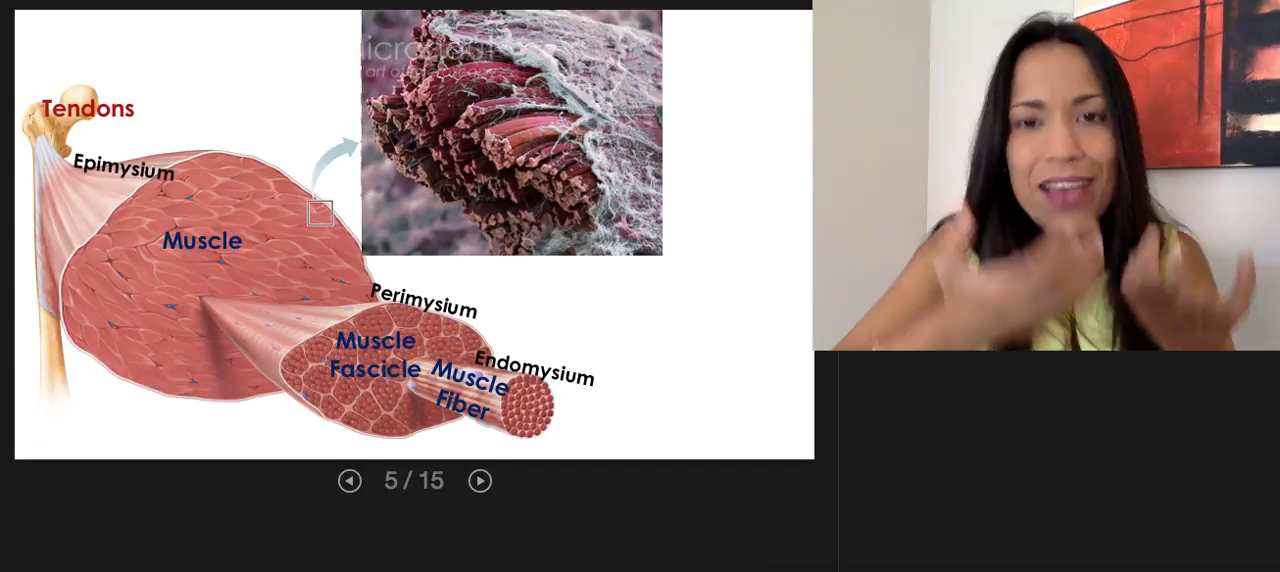 Tendons
Epimysium
Muscle
Perimysium
Muscle
Fascicle
Endomysium
Muscle
Fiber
5 / 15